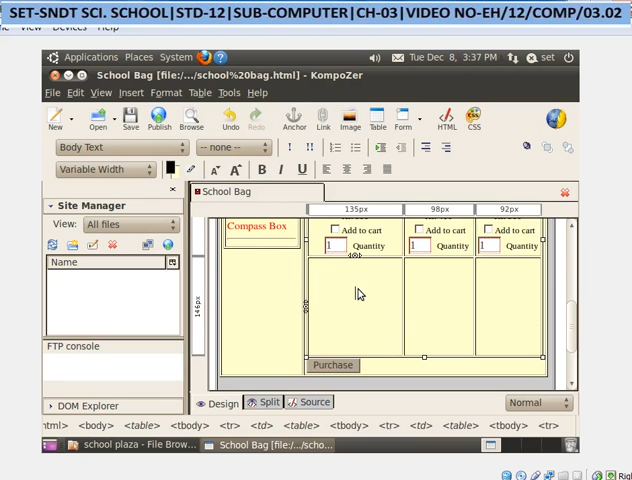 SET-SNDT SCI. SCHOOL|STD-12|SUB-COMPUTER|CH-03|VIDEO NO-EH/12/COMP/03.02
Applications Places System
Tue Dec 8, 3:37 PM set
School Bag [file:/.../school%20bag.html] - KompoZer
File Edit View Insert Format Table Tools Help
New Open Save Publish Browse Undo Redo Anchor Link Image Table Form HTML CSS
Body Text -- none --
Variable Width A A B I U
Site Manager
School Bag
View: All files
135px 98px 92px
Name
Compass Box
Add to cart Add to cart Add to cart
1 Quantity 1 Quantity 1 Quantity
146px
FTP console
Purchase
DOM Explorer
Design Split Source Normal
html> <body> <table> <tr> <td> <body> <table> <tr> <td> <body> <tr>
school plaza - File Brow... School Bag [file:/.../scho...